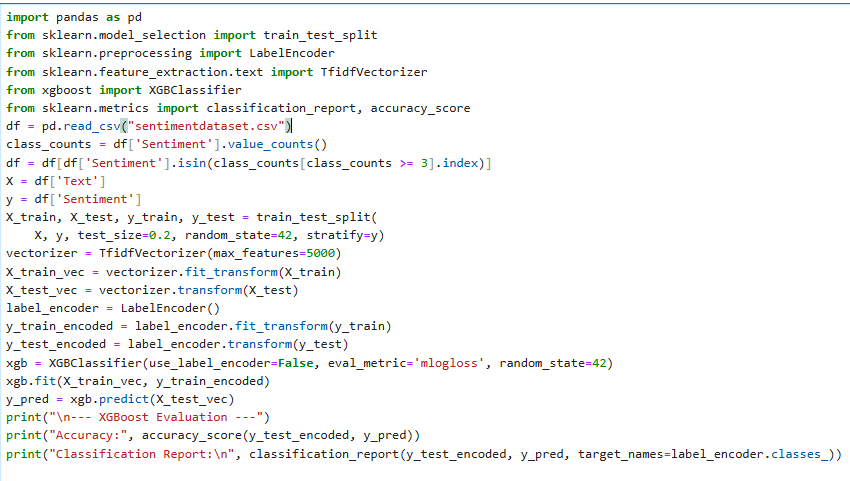 import pandas as pd
from sklearn.model_selection import train_test_split
from sklearn.preprocessing import LabelEncoder
from sklearn.feature_extraction.text import TfidfVectorizer
from xgboost import XGBClassifier
from sklearn.metrics import classification_report, accuracy_score
df = pd.read_csv("sentimentdataset.csv")
class_counts = df['Sentiment'].value_counts()
df = df[df['Sentiment'].isin(class_counts[class_counts >= 3].index)]
X = df['Text']
y = df['Sentiment']
X_train, X_test, y_train, y_test = train_test_split(
    X, y, test_size=0.2, random_state=42, stratify=y)
vectorizer = TfidfVectorizer(max_features=5000)
X_train_vec = vectorizer.fit_transform(X_train)
X_test_vec = vectorizer.transform(X_test)
label_encoder = LabelEncoder()
y_train_encoded = label_encoder.fit_transform(y_train)
y_test_encoded = label_encoder.transform(y_test)
xgb = XGBClassifier(use_label_encoder=False, eval_metric='mlogloss', random_state=42)
xgb.fit(X_train_vec, y_train_encoded)
y_pred = xgb.predict(X_test_vec)
print("\n--- XGBoost Evaluation ---")
print("Accuracy:", accuracy_score(y_test_encoded, y_pred))
print("Classification Report:\n", classification_report(y_test_encoded, y_pred, target_names=label_encoder.classes_))